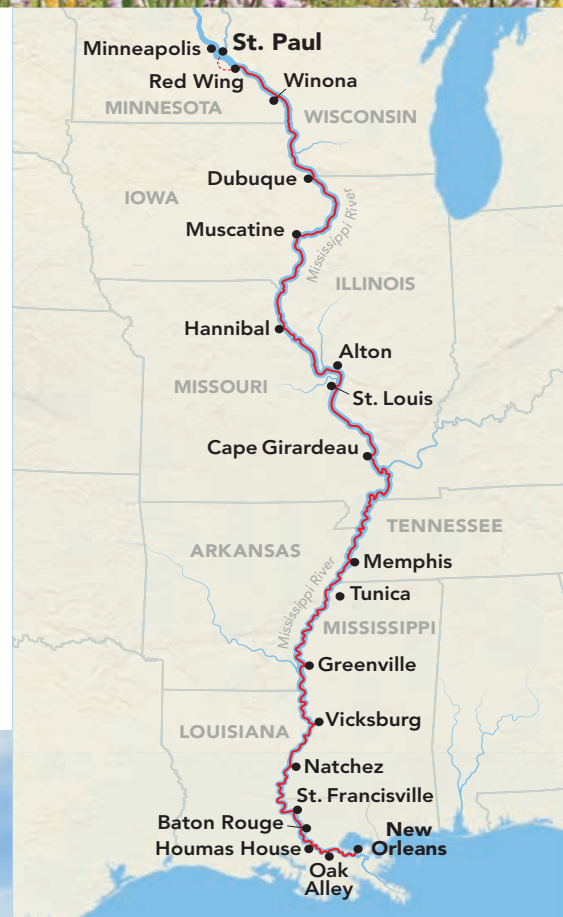 Minneapolis
St. Paul
Red Wing
Winona
MINNESOTA
WISCONSIN
Dubuque
IOWA
Mississippi River
Muscatine
ILLINOIS
Hannibal
Alton
MISSOURI
St. Louis
Cape Girardeau
TENNESSEE
ARKANSAS
Memphis
Mississippi River
Tunica
MISSISSIPPI
Greenville
Vicksburg
LOUISIANA
Natchez
St. Francisville
Baton Rouge
New
Orleans
Houmas House
Oak
Alley